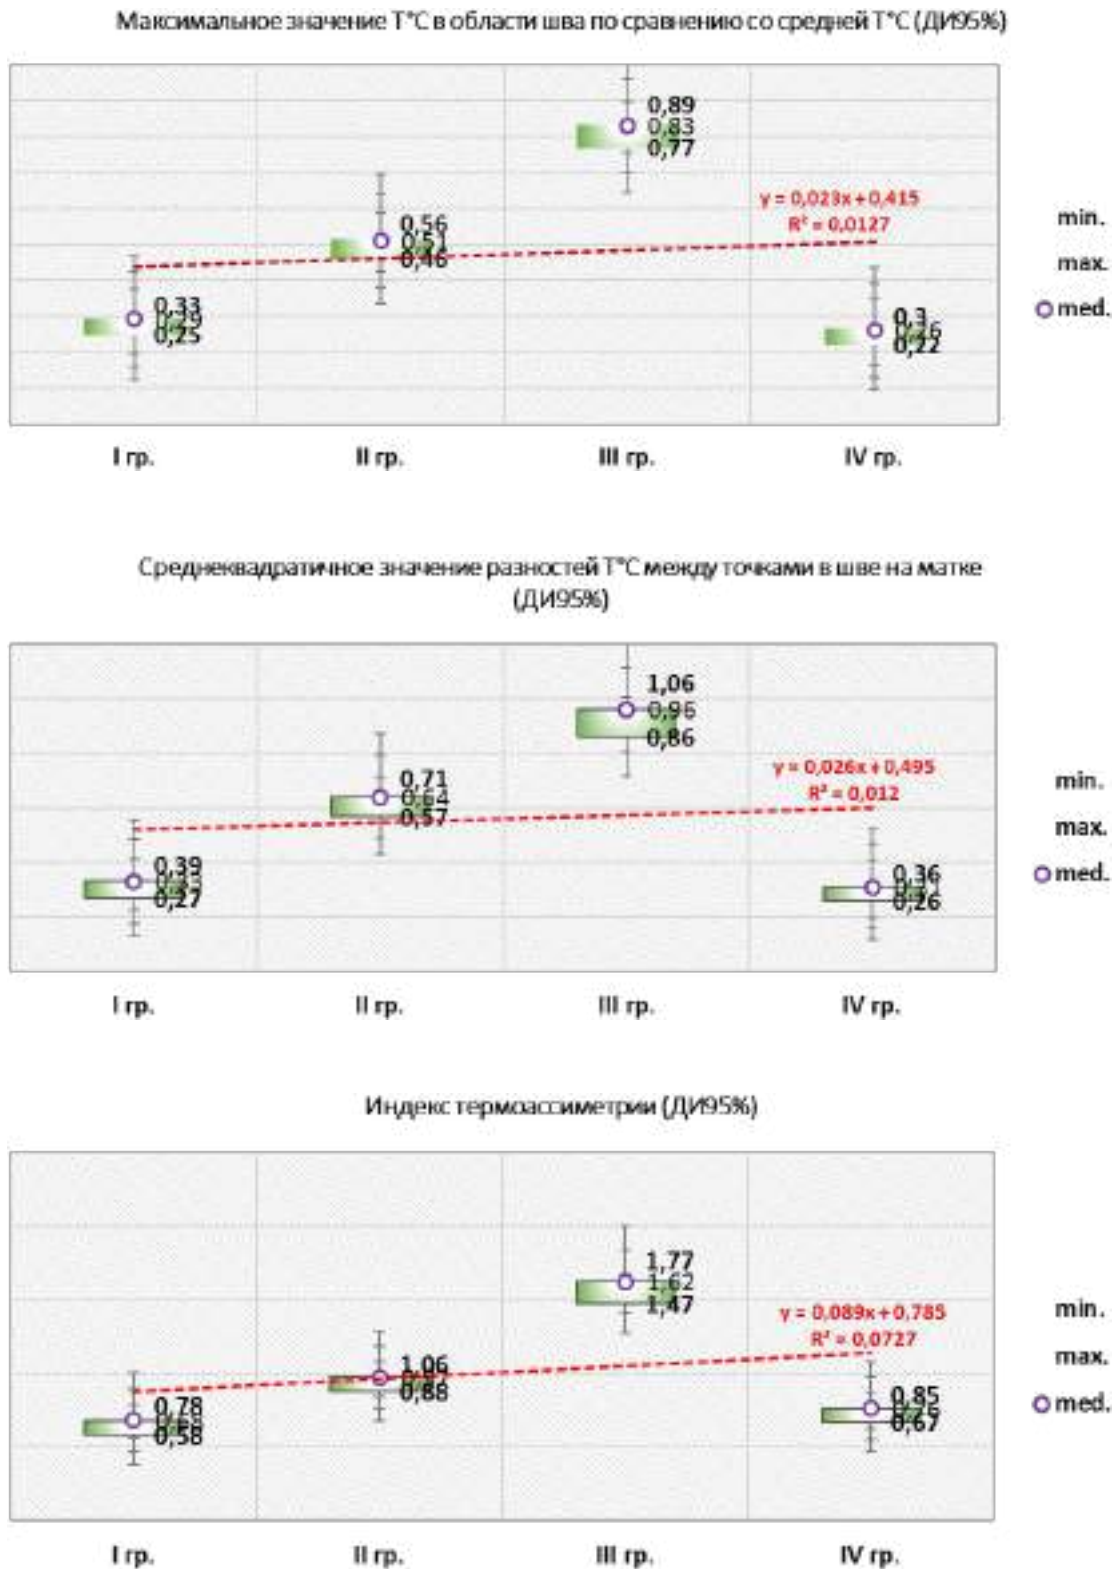 Максимальное значение T°C в области шва по сравнению со средней T°C (ДИ95%)
0,89
0,83
0,77
0,56
0,51
0,46
y = 0,023x + 0,415
R² = 0,0127
0,33
0,25
0,3
0,26
0,22
min.
max.
med.
I гр.
II гр.
III гр.
IV гр.
Среднеквадратичное значение разностей T°C между точками в шве на матке
(ДИ95%)
1,06
0,96
0,86
0,71
0,64
0,57
y = 0,026x + 0,495
R² = 0,012
0,39
0,27
0,36
0,31
0,26
min.
max.
med.
I гр.
II гр.
III гр.
IV гр.
Индекс термоассиметрии (ДИ95%)
1,77
1,62
1,47
y = 0,089x + 0,785
R² = 0,0727
1,06
0,88
0,78
0,58
0,85
0,76
0,67
min.
max.
med.
I гр.
II гр.
III гр.
IV гр.